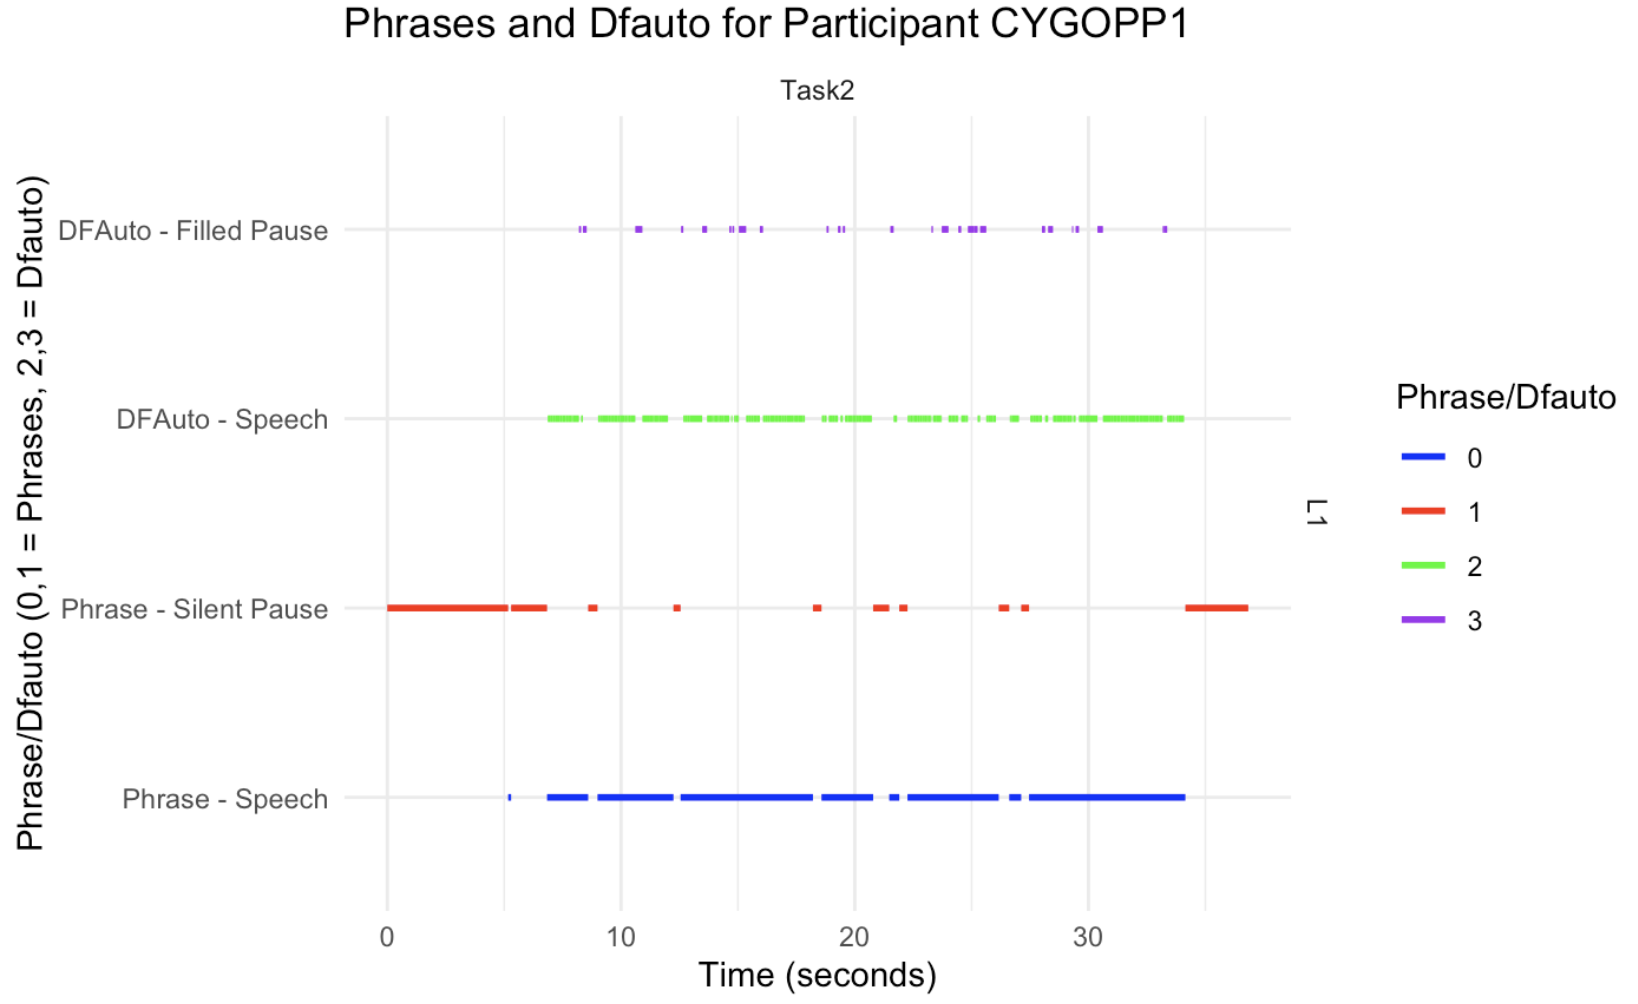 Phrases and Dfauto for Participant CYGOPP1
Task2
Phrase/Dfauto (0,1 = Phrases, 2,3 = Dfauto)
DFAuto - Filled Pause
DFAuto - Speech
Phrase - Silent Pause
Phrase - Speech
L1
0 10 20 30
Time (seconds)
Phrase/Dfauto
0
1
2
3